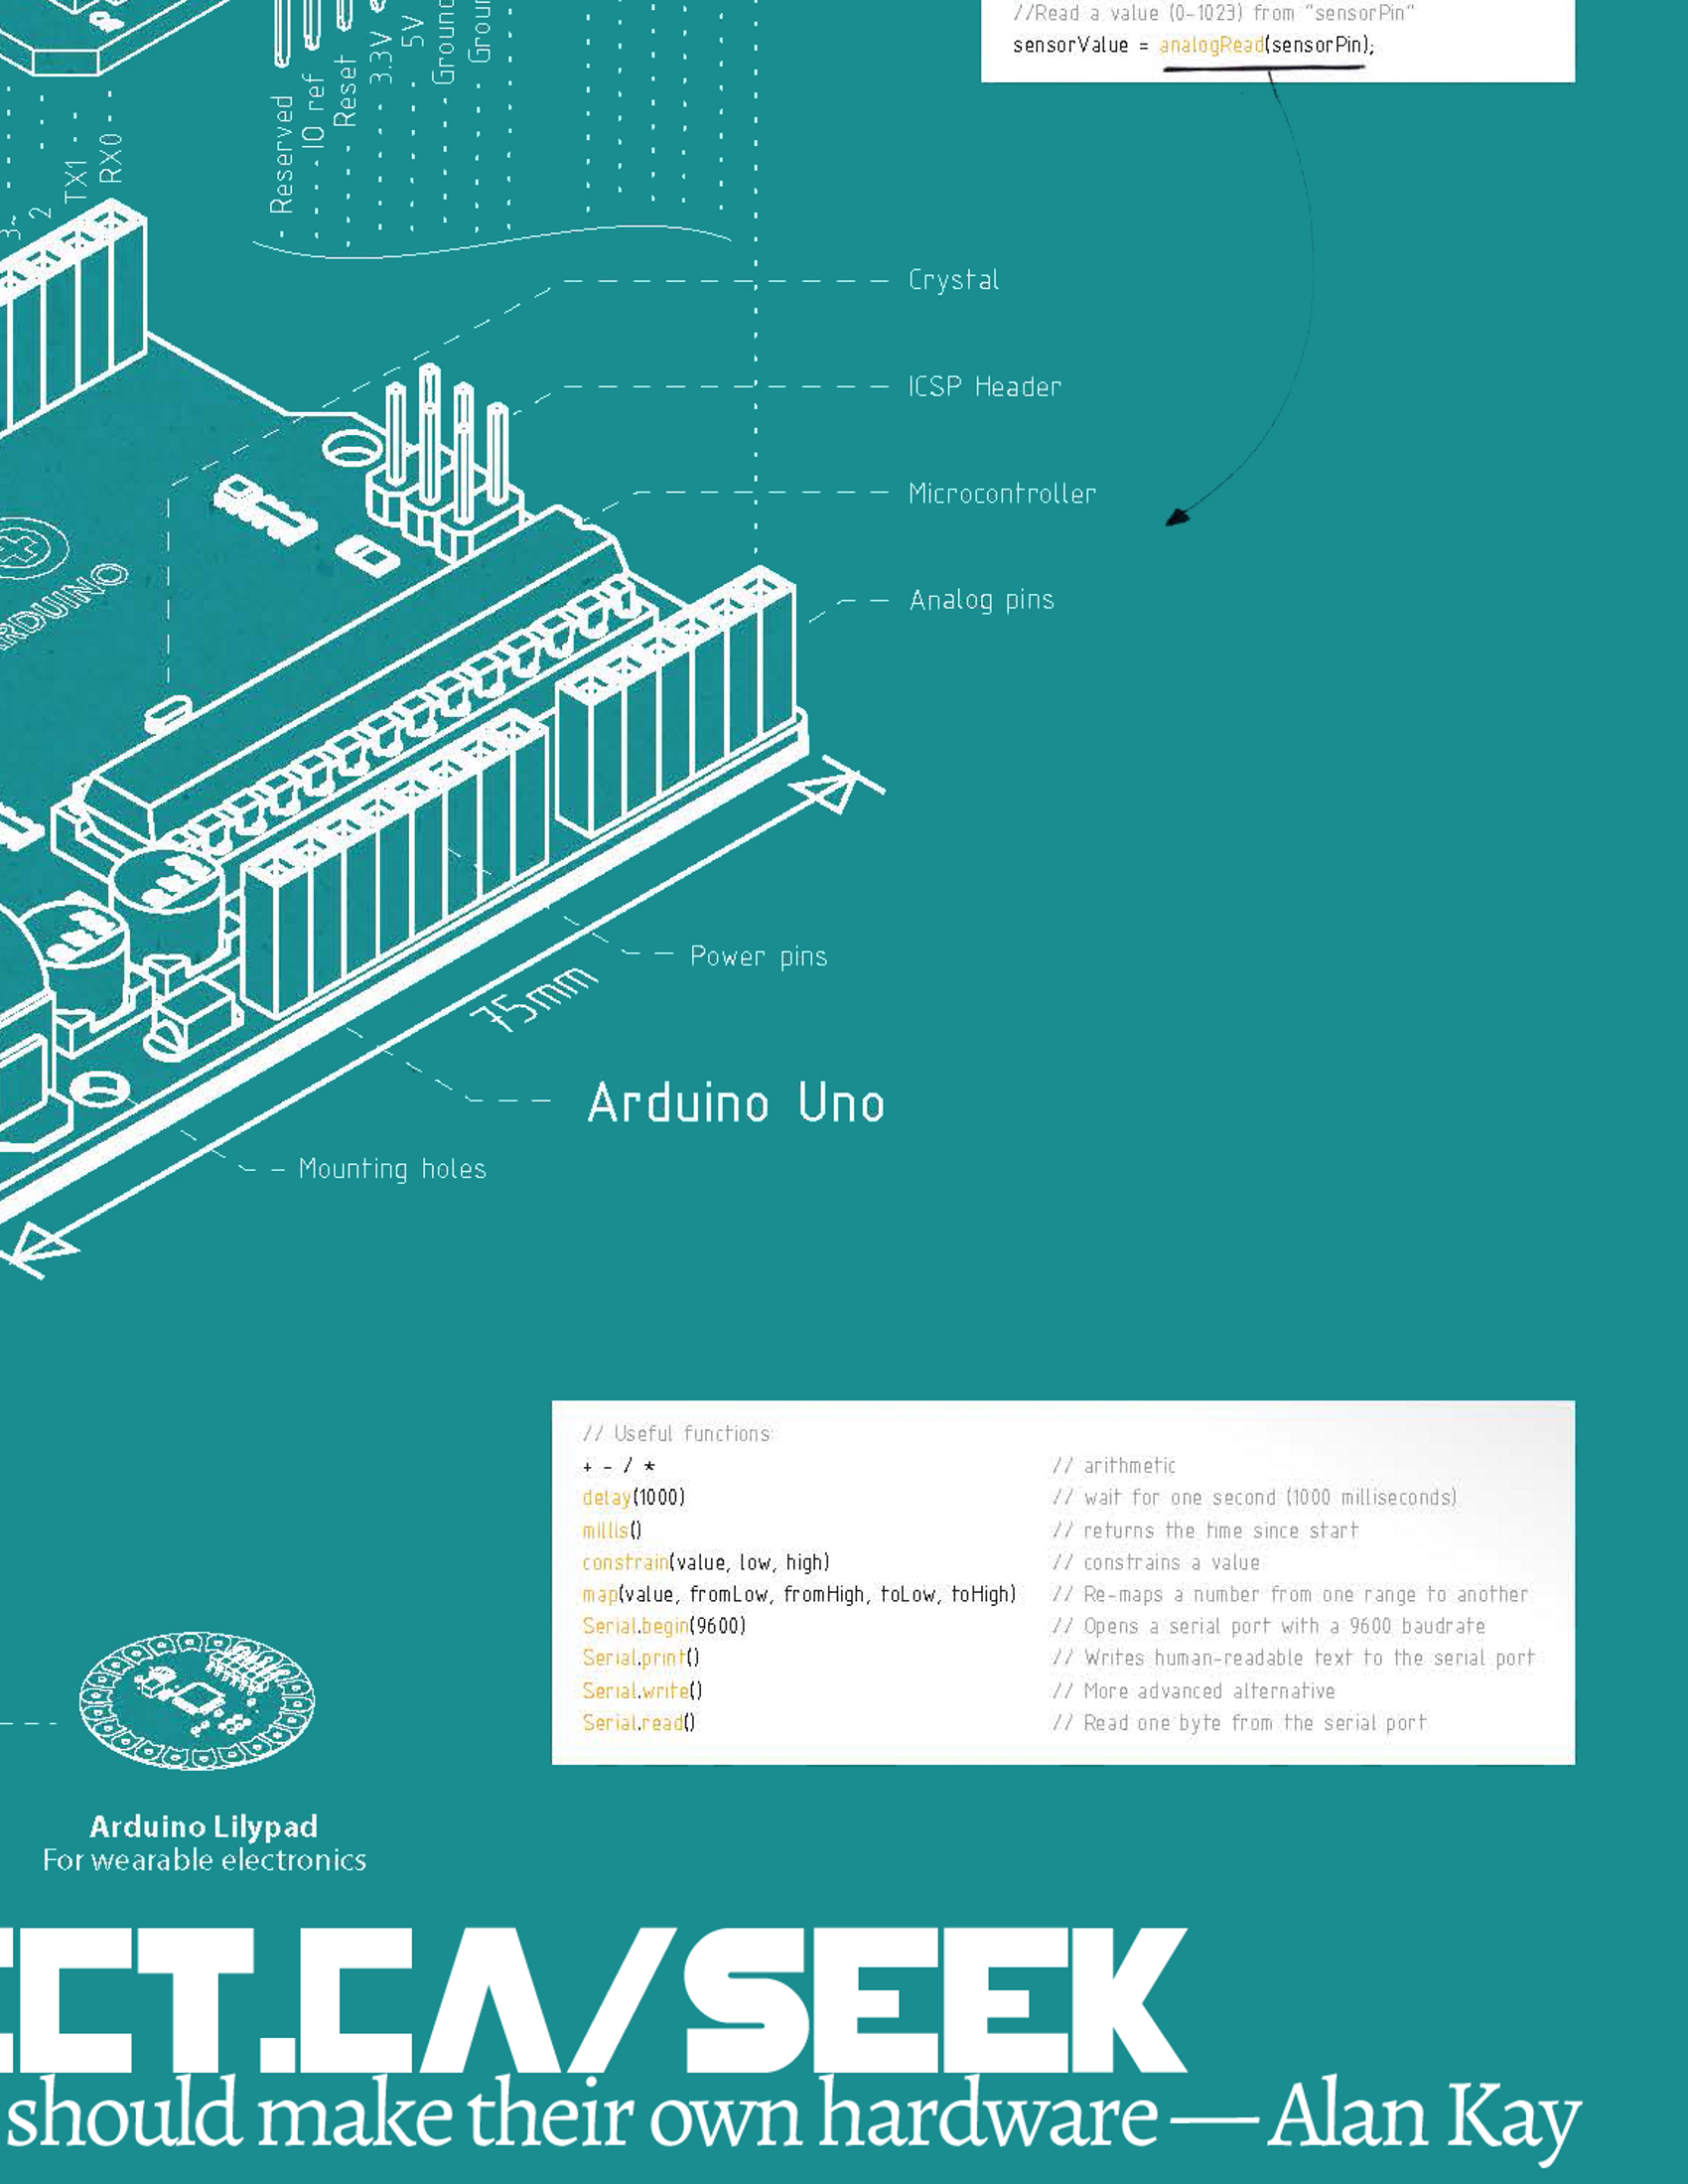 //Read a value (0-1023) from "sensorPin"
sensorValue = analogRead(sensorPin);
3~
2
TX1
RX0
Reserved
IO ref
Reset
3.3V
5V
Ground
Crystal
ICSP Header
Microcontroller
Analog pins
Power pins
75mm
Arduino Uno
Mounting holes
// Useful functions:
+ - / * // arithmetic
delay(1000) // wait for one second (1000 milliseconds)
millis() // returns the time since start
constrain(value, low, high) // constrains a value
map(value, fromLow, fromHigh, toLow, toHigh) // Re-maps a number from one range to another
Serial.begin(9600) // Opens a serial port with a 9600 baudrate
Serial.print() // Writes human-readable text to the serial port
Serial.write() // More advanced alternative
Serial.read() // Read one byte from the serial port
Arduino Lilypad
For wearable electronics
CT.CA/SEEK
should make their own hardware — Alan Kay